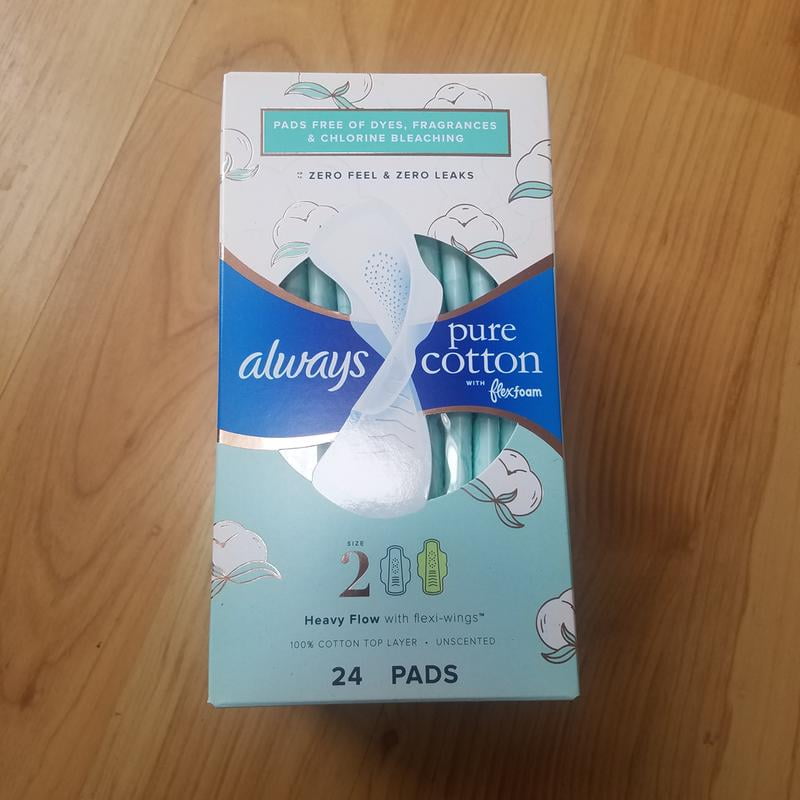 PADS FREE OF DYES, FRAGRANCES
& CHLORINE BLEACHING
ZERO FEEL & ZERO LEAKS
always
pure
cotton
WITH flexfoam
SIZE
2
Heavy Flow with flexi-wings™
100% COTTON TOP LAYER • UNSCENTED
24 PADS